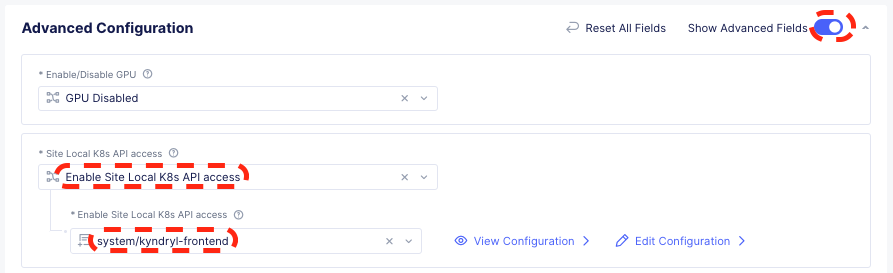 Advanced Configuration
Reset All Fields
Show Advanced Fields
* Enable/Disable GPU
GPU Disabled
* Site Local K8s API access
Enable Site Local K8s API access
* Enable Site Local K8s API access
system/kyndryl-frontend
View Configuration
Edit Configuration